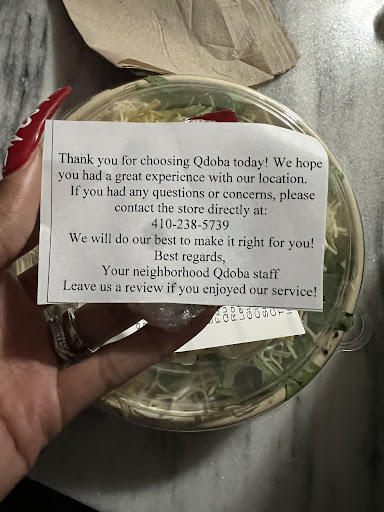 Thank you for choosing Qdoba today! We hope
you had a great experience with our location.
If you had any questions or concerns, please
contact the store directly at:
410-238-5739
We will do our best to make it right for you!
Best regards,
Your neighborhood Qdoba staff
Leave us a review if you enjoyed our service!